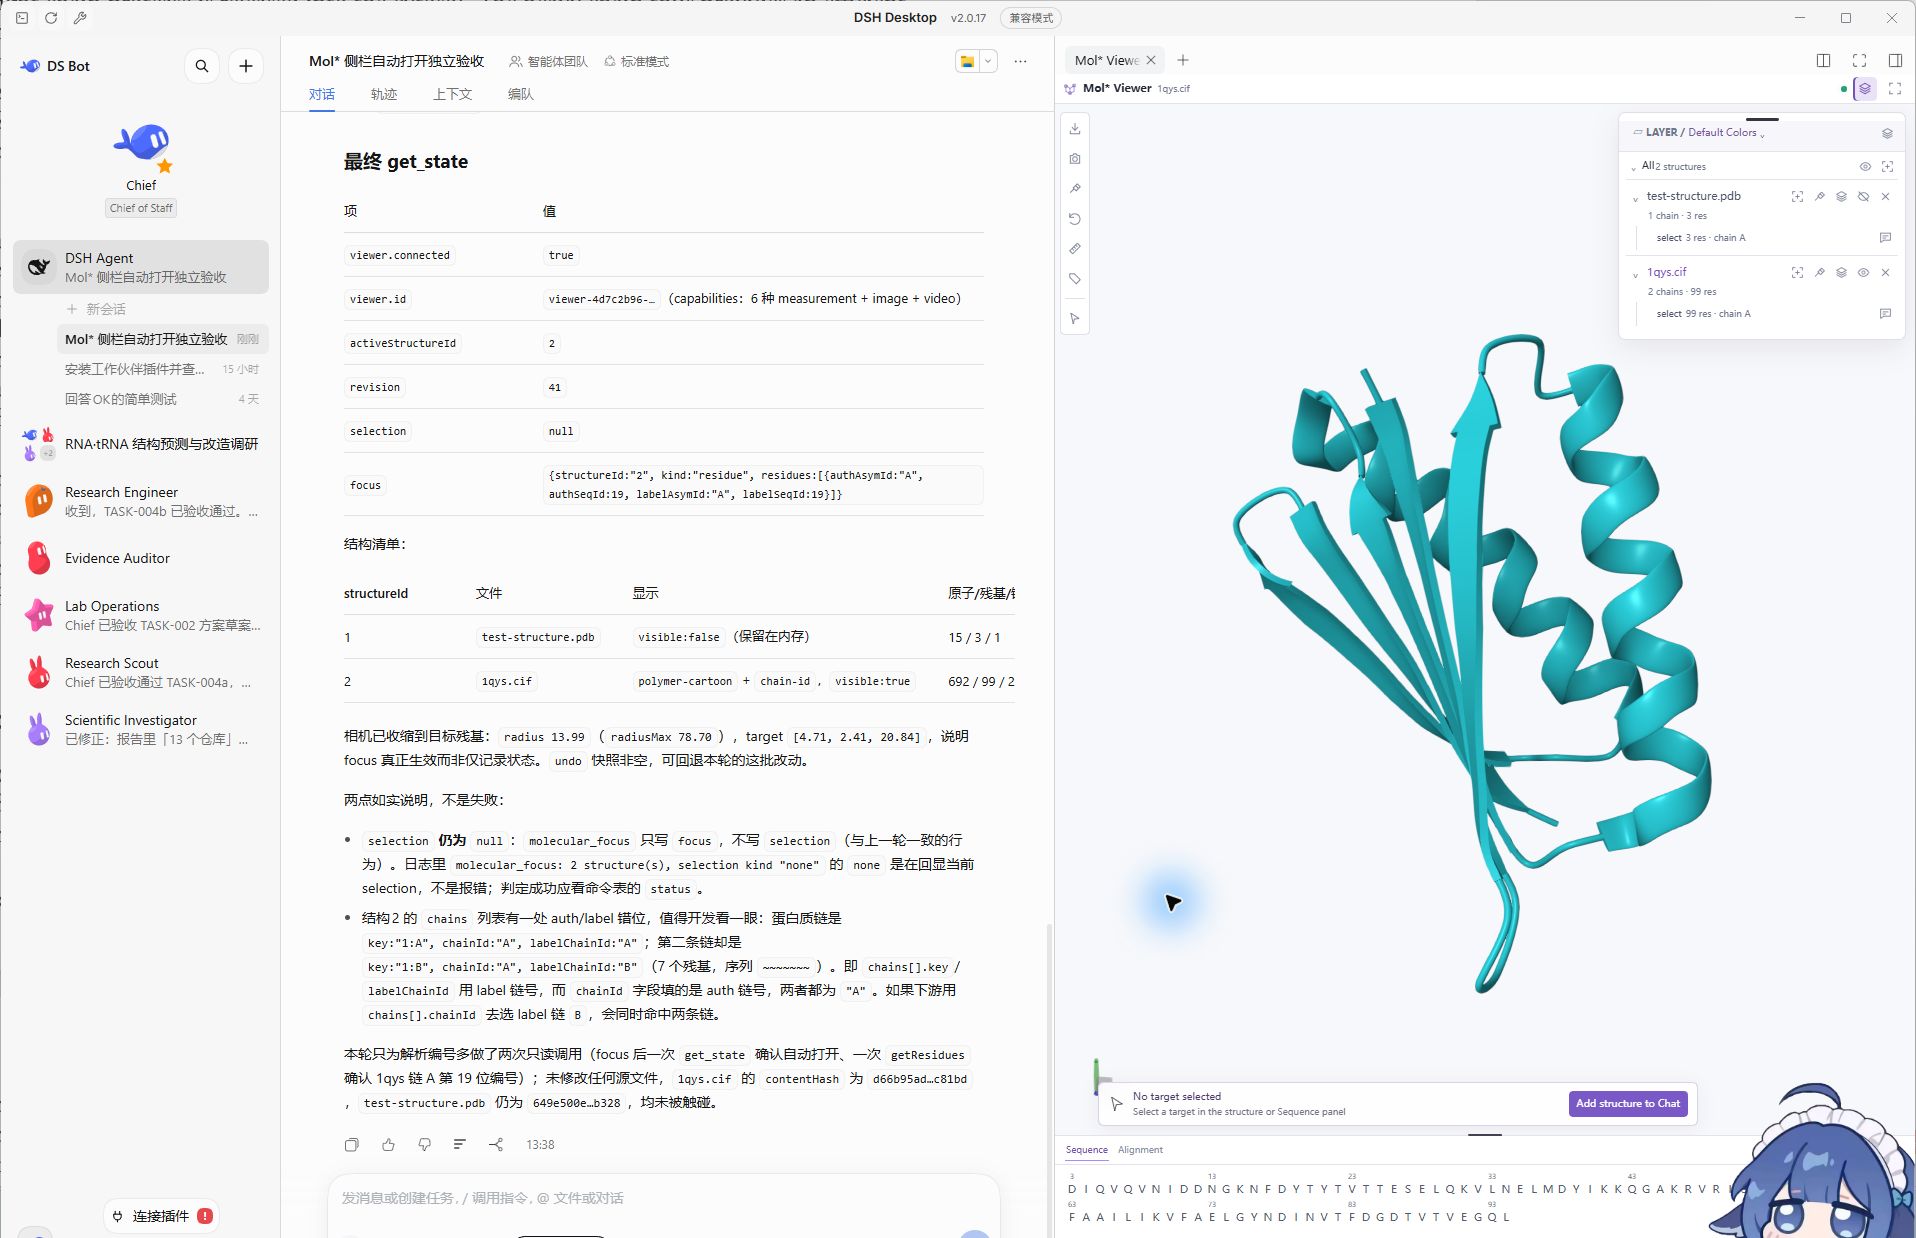 DSH Desktop v2.0.17 兼容模式
DS Bot
Chief
Chief of Staff
DSH Agent
Mol* 侧栏自动打开独立验收
新会话
Mol* 侧栏自动打开独立验收 刚刚
安装工作伙伴插件并查... 15 小时
回答OK的简单测试 4 天
+2
RNA·tRNA 结构预测与改造调研
Research Engineer
收到，TASK-004b 已验收通过。...
Evidence Auditor
Lab Operations
Chief 已验收 TASK-002 方案草案...
Research Scout
Chief 已验收通过 TASK-004a，...
Scientific Investigator
已修正：报告里「13 个仓库」...
连接插件 !
Mol* 侧栏自动打开独立验收 智能体团队 标准模式
对话 轨迹 上下文 编队
最终 get_state
项 值
viewer.connected true
viewer.id viewer-4d7c2b96-… (capabilities：6 种 measurement + image + video)
activeStructureId 2
revision 41
selection null
focus {structureId:"2", kind:"residue", residues:[{authAsymId:"A",
authSeqId:19, labelAsymId:"A", labelSeqId:19}]}
结构清单：
structureId 文件 显示 原子/残基/
1 test-structure.pdb visible:false（保留在内存） 15 / 3 / 1
2 1qys.cif polymer-cartoon + chain-id ，visible:true 692 / 99 / 2
相机已收缩到目标残基：radius 13.99（radiusMax 78.70），target [4.71, 2.41, 20.84]，说明
focus 真正生效而非仅记录状态。undo 快照非空，可回退本轮的这批改动。
两点如实说明，不是失败：
• selection 仍为 null：molecular_focus 只写 focus，不写 selection（与上一轮一致的行
为）。日志里 molecular_focus: 2 structure(s), selection kind "none" 的 none 是在回显当前
selection，不是报错；判定成功应看命令表的 status。
• 结构 2 的 chains 列表有一处 auth/label 错位，值得开发看一眼：蛋白质链是
key:"1:A", chainId:"A", labelChainId:"A"；第二条链却是
key:"1:B", chainId:"A", labelChainId:"B"（7 个残基，序列 ~~~~~~~）。即 chains[].key /
labelChainId 用 label 链号，而 chainId 字段填的是 auth 链号，两者都为 "A"。如果下游用
chains[].chainId 去选 label 链 B，会同时命中两条链。
本轮只为解析编号多做了两次只读调用（focus 后一次 get_state 确认自动打开、一次 getResidues
确认 1qys 链 A 第 19 位编号）；未修改任何源文件，1qys.cif 的 contentHash 为 d66b95ad…c81bd
，test-structure.pdb 仍为 649e500e…b328，均未被触碰。
13:38
发消息或创建任务，/ 调用指令，@ 文件或对话
Mol* Viewe
Mol* Viewer 1qys.cif
LAYER / Default Colors
All 2 structures
test-structure.pdb
1 chain · 3 res
select 3 res · chain A
1qys.cif
2 chains · 99 res
select 99 res · chain A
No target selected
Select a target in the structure or Sequence panel
Add structure to Chat
Sequence Alignment
3 13 23 33 43
D I Q V Q V N I D D N G K N F D Y T Y T V T T E S E L Q K V L N E L M D Y I K K Q G A K R V R
63 73 83 93
F A A I L I K V F A E L G Y N D I N V T F D G D T V T V E G Q L